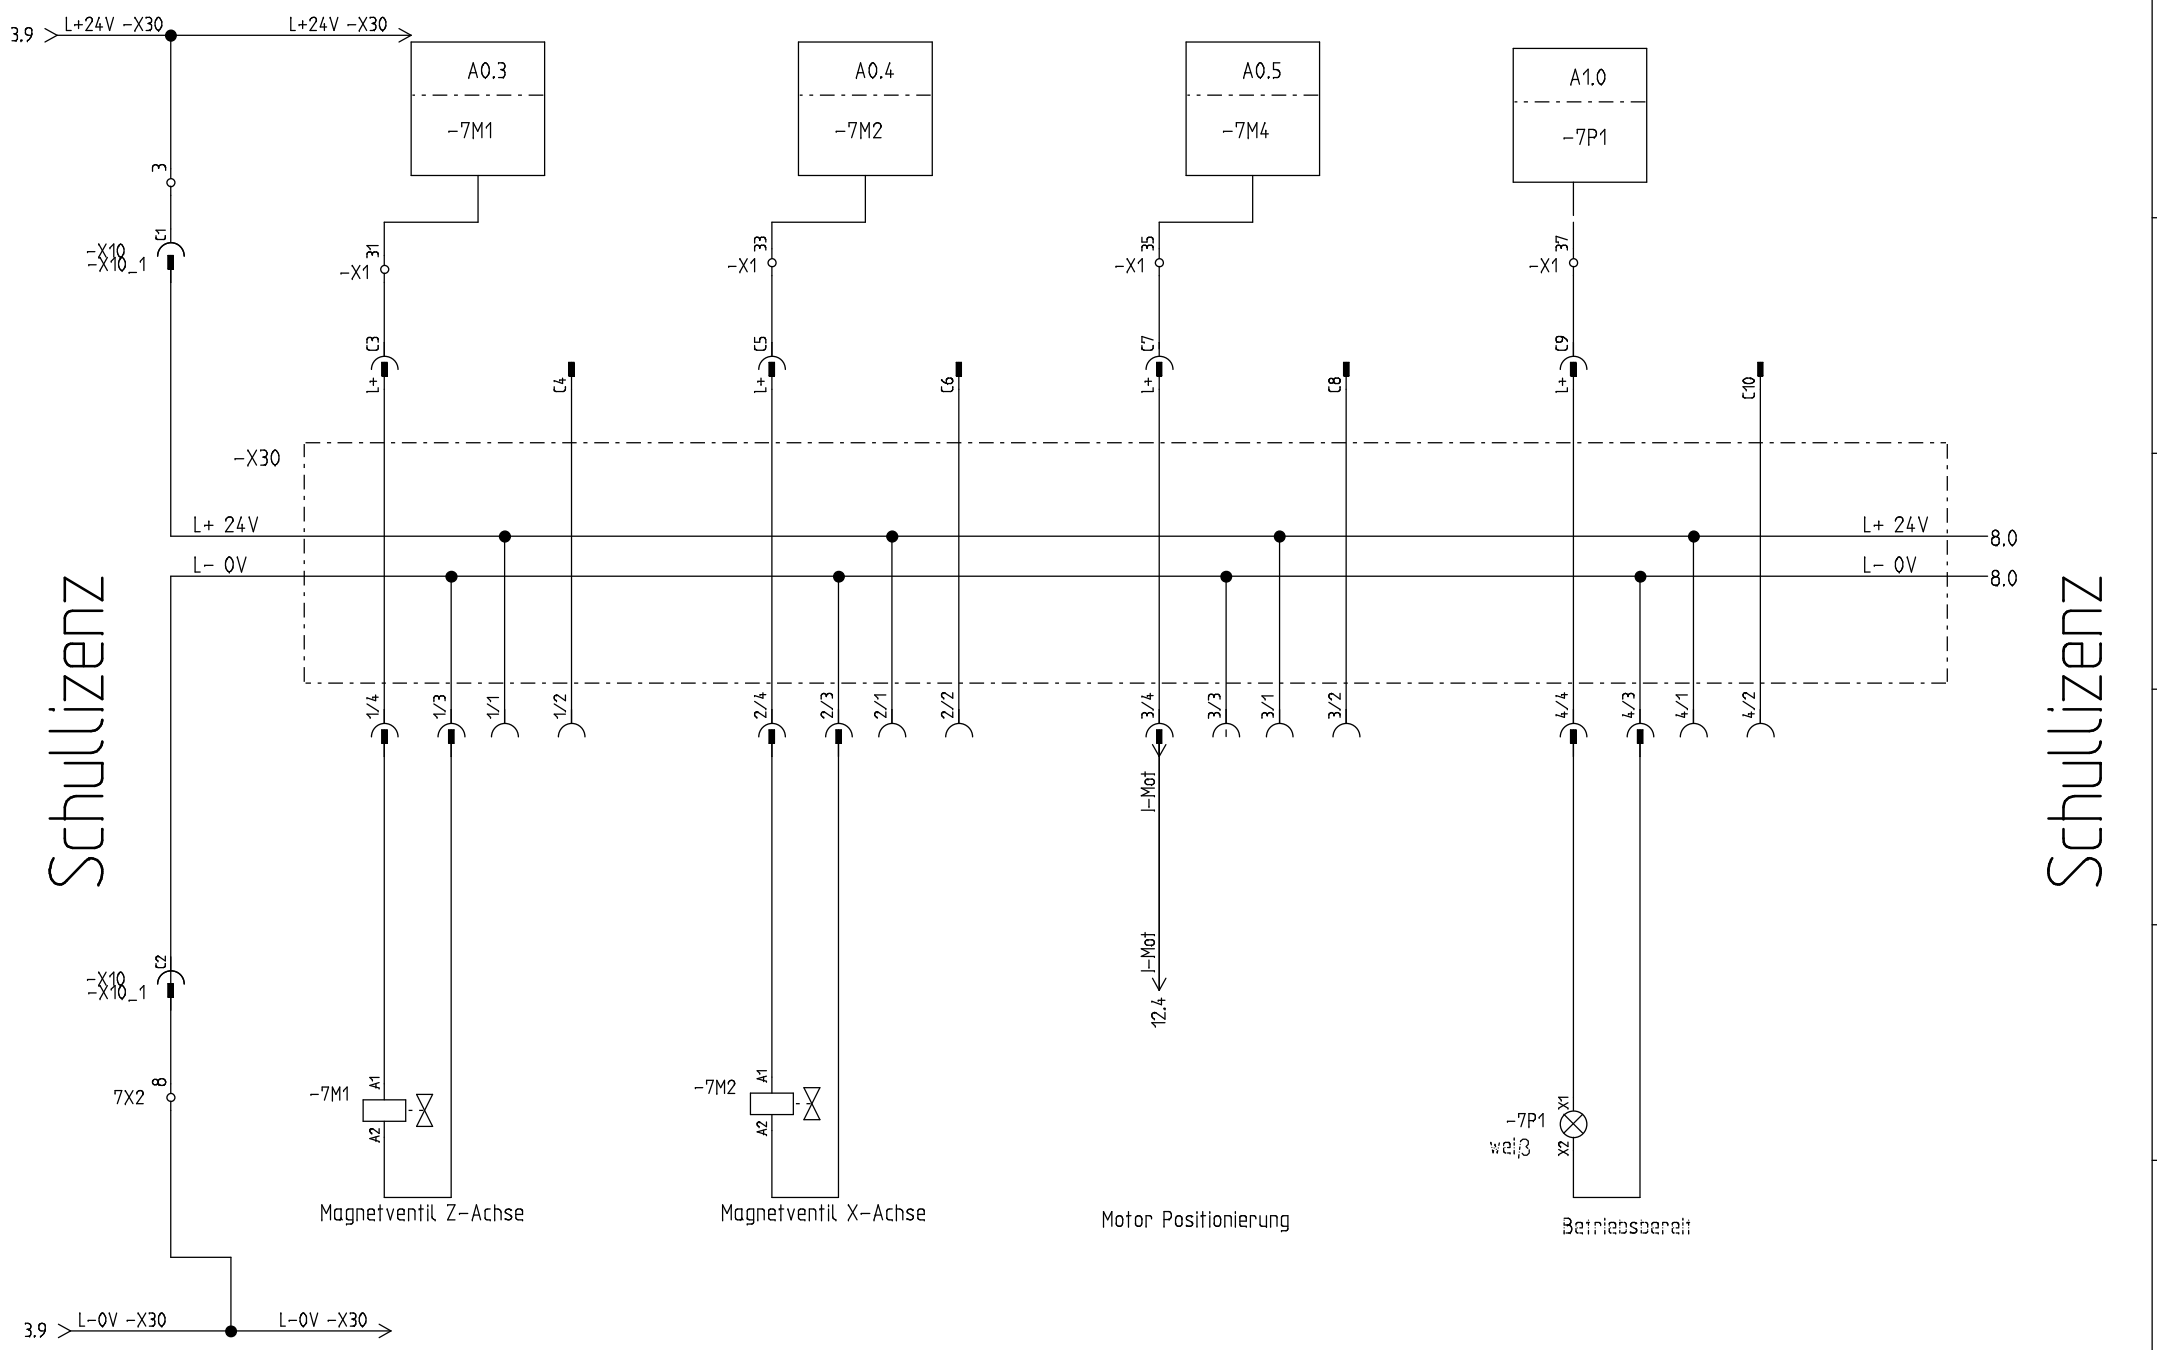 3.9
L+24V -X30
L+24V -X30
A0.3
-7M1
A0.4
-7M2
A0.5
-7M4
A1.0
-7P1
3
C1
-X10
-X10_1
31
-X1
33
-X1
35
-X1
37
-X1
C3
L+
C4
C5
L+
C6
C7
L+
C8
C9
L+
C10
-X30
L+ 24V
L+ 24V
8.0
L- 0V
L- 0V
8.0
Schullizenz
Schullizenz
1/4
1/3
1/1
1/2
2/4
2/3
2/1
2/2
3/4
3/3
3/1
3/2
4/4
4/3
4/1
4/2
I-Mot
I-Mot
12.4
C2
-X10
-X10_1
8
7X2
-7M1
A1
A2
-7M2
A1
A2
-7P1
weiß
X1
X2
Magnetventil Z-Achse
Magnetventil X-Achse
Motor Positionierung
Betriebsbereit
3.9
L-0V -X30
L-0V -X30